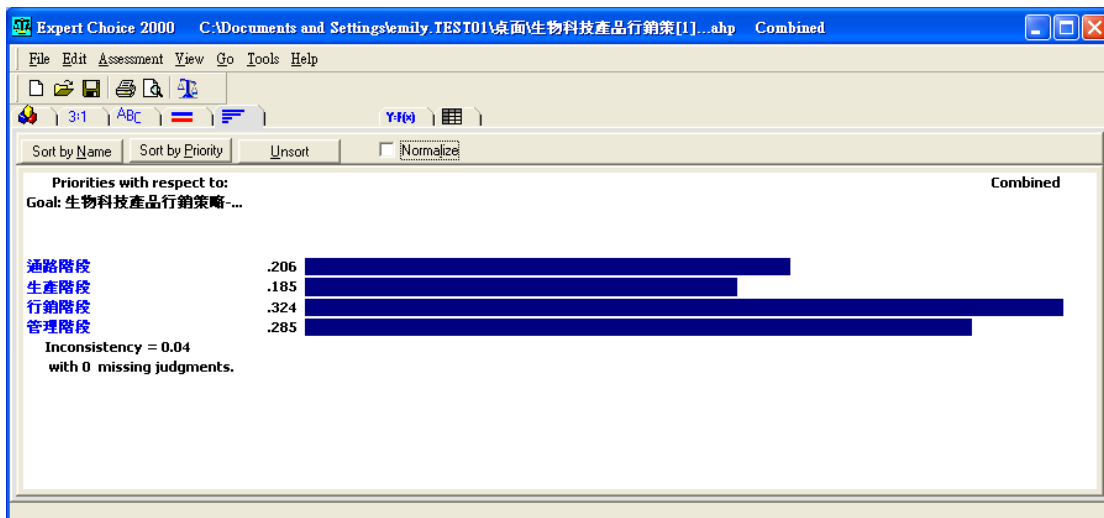 Expert Choice 2000 C:\Documents and Settings\emily.TEST01\桌面\生物科技產品行銷策[1]...ahp Combined
File Edit Assessment View Go Tools Help
3:1 ABC Y=F(x)
Sort by Name Sort by Priority Unsort Normalize
Priorities with respect to: Combined
Goal: 生物科技產品行銷策略-...
通路階段 .206
生產階段 .185
行銷階段 .324
管理階段 .285
Inconsistency = 0.04
with 0 missing judgments.